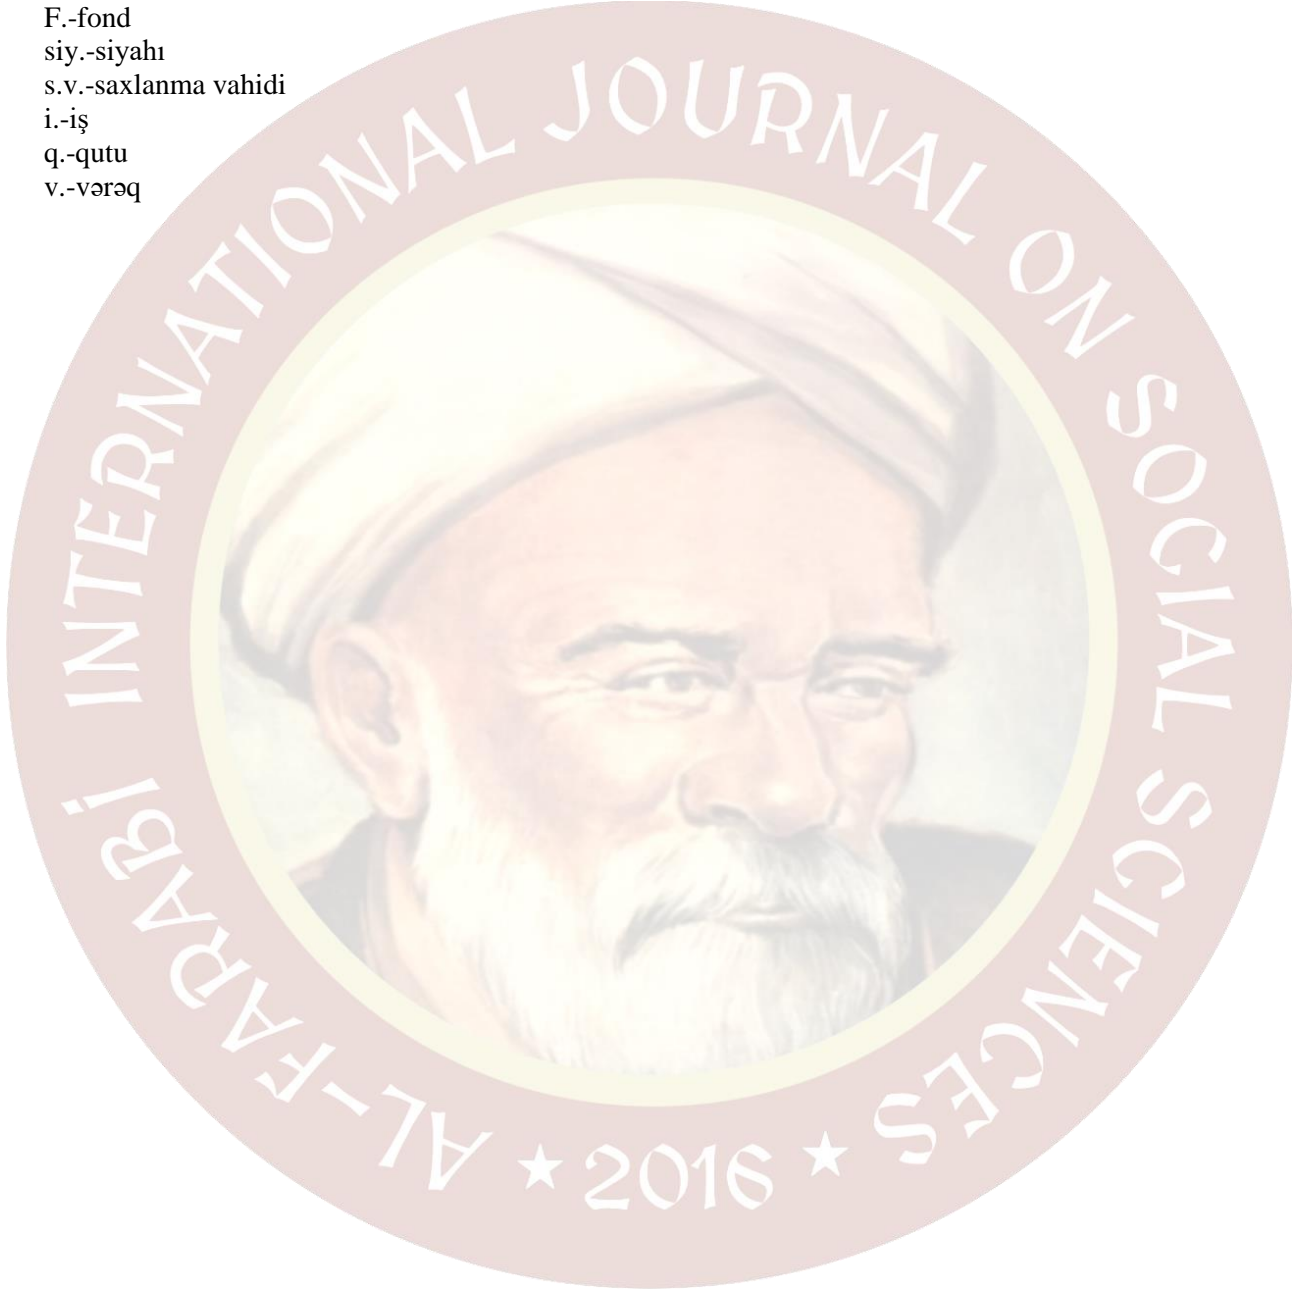 F.-fond
siy.-siyahı
s.v.-saxlanma vahidi
i.-iş
q.-qutu
v.-vərəq
AL-FARABİ INTERNATIONAL JOURNAL ON SOCIAL SCIENCES
★ 2016 ★